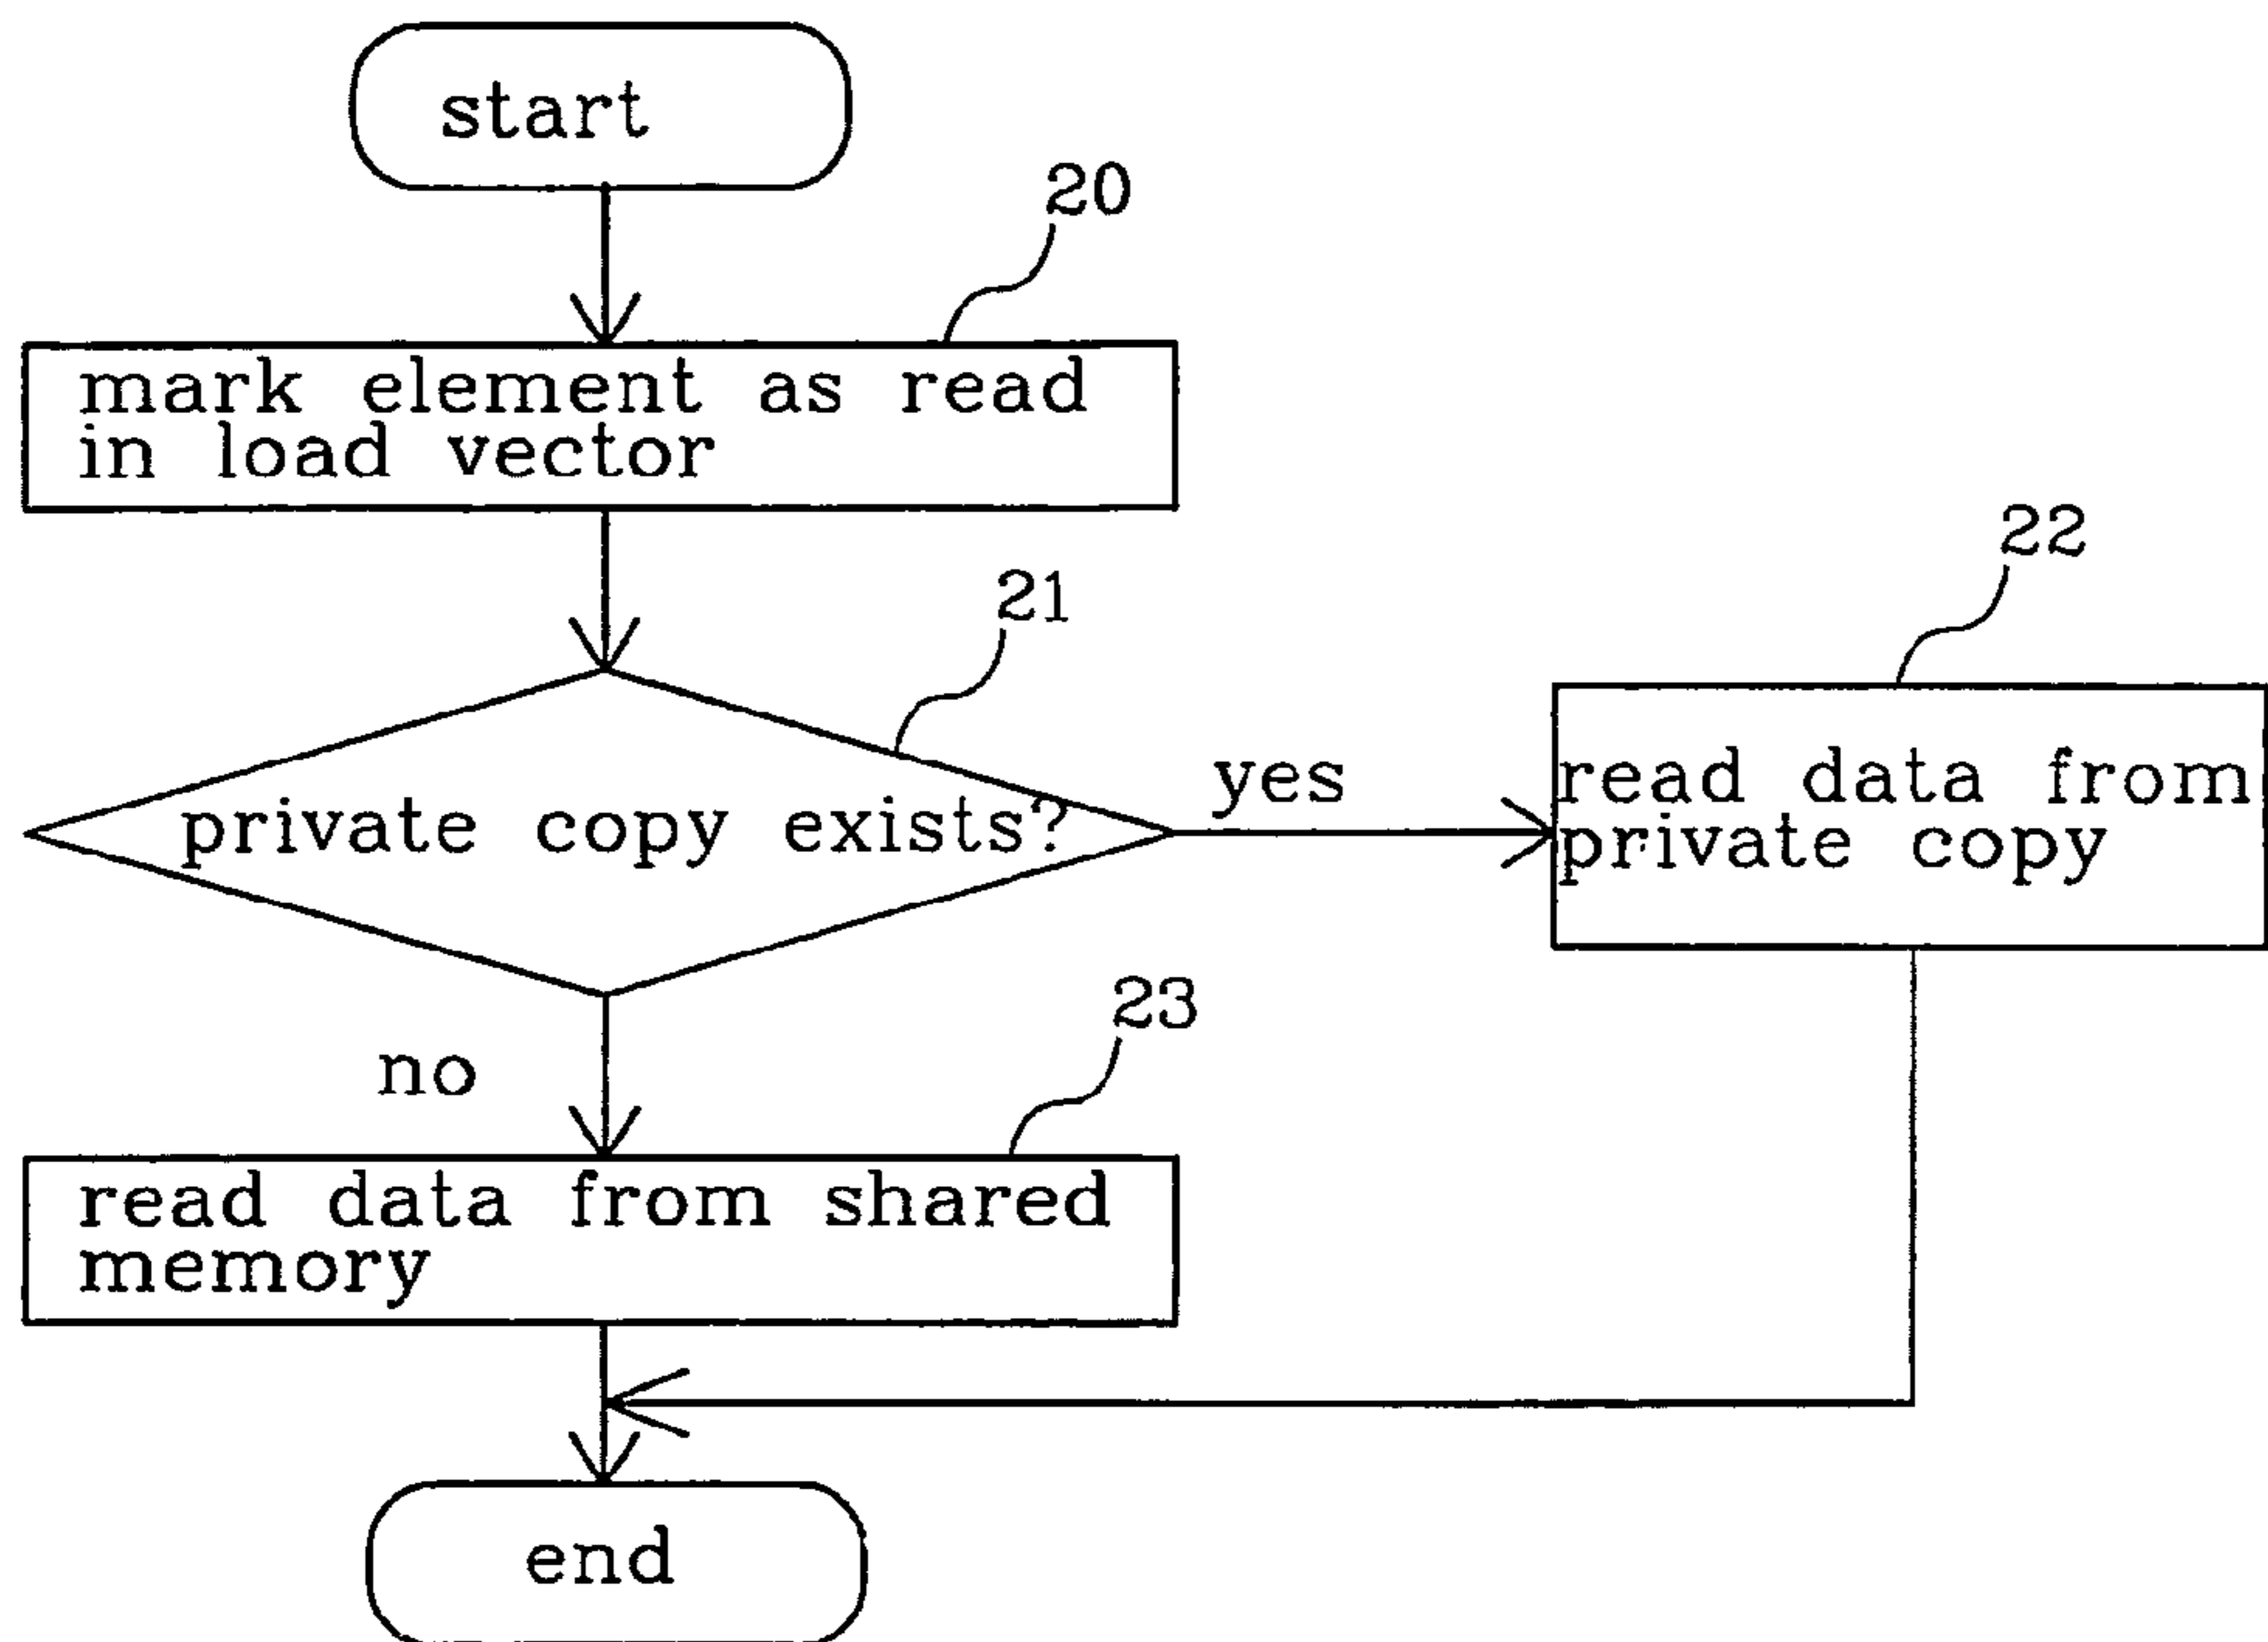 start
20
mark element as read
in load vector
21
22
private copy exists?
yes
read data from
private copy
no
23
read data from shared
memory
end